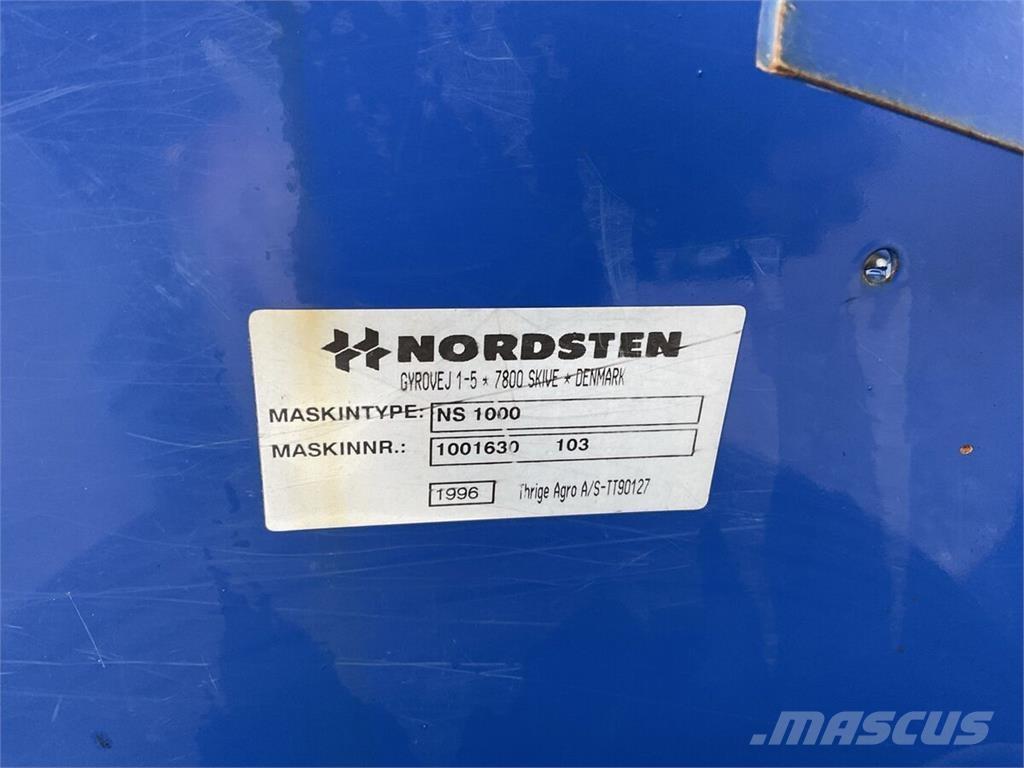 NORDSTEN
GYROVEJ 1-5 * 7800 SKIVE * DENMARK
MASKINTYPE: NS 1000
MASKINNR.: 1001630 103
1996 Thrige Agro A/S-TT90127
MASCUS